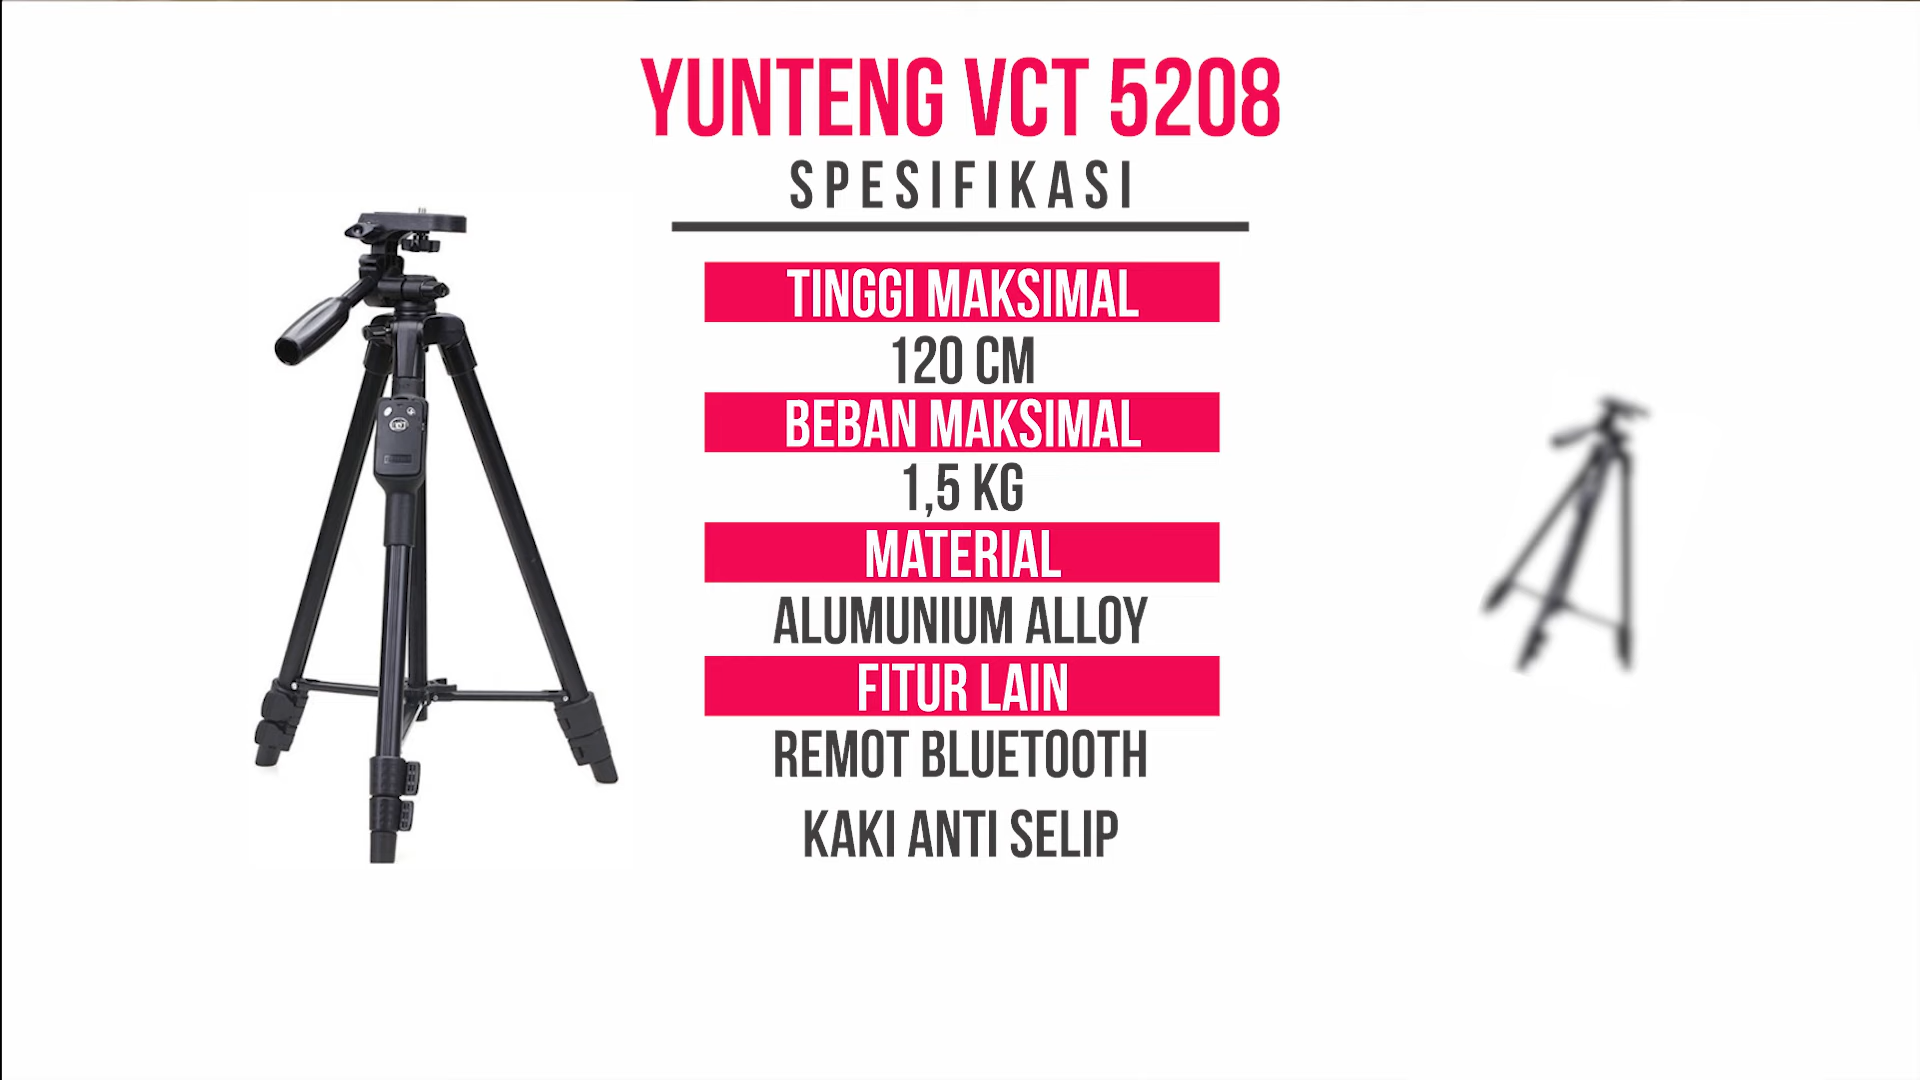 YUNTENG VCT 5208
SPESIFIKASI
TINGGI MAKSIMAL
120 CM
BEBAN MAKSIMAL
1,5 KG
MATERIAL
ALUMUNIUM ALLOY
FITUR LAIN
REMOT BLUETOOTH
KAKI ANTI SELIP